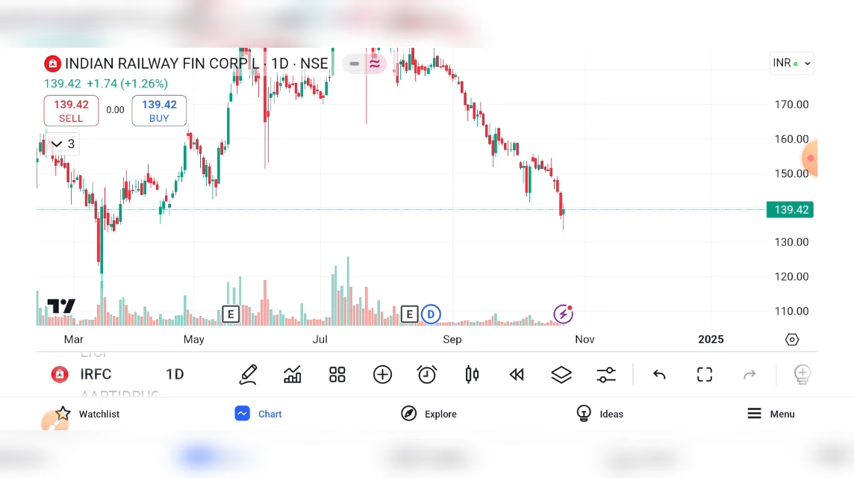 INDIAN RAILWAY FIN CORP L · 1D · NSE
INR
139.42 +1.74 (+1.26%)
139.42 SELL
0.00
139.42 BUY
3
170.00
160.00
150.00
139.42
130.00
120.00
110.00
E
E
D
Mar May Jul Sep Nov 2025
IRFC 1D
Watchlist Chart Explore Ideas Menu